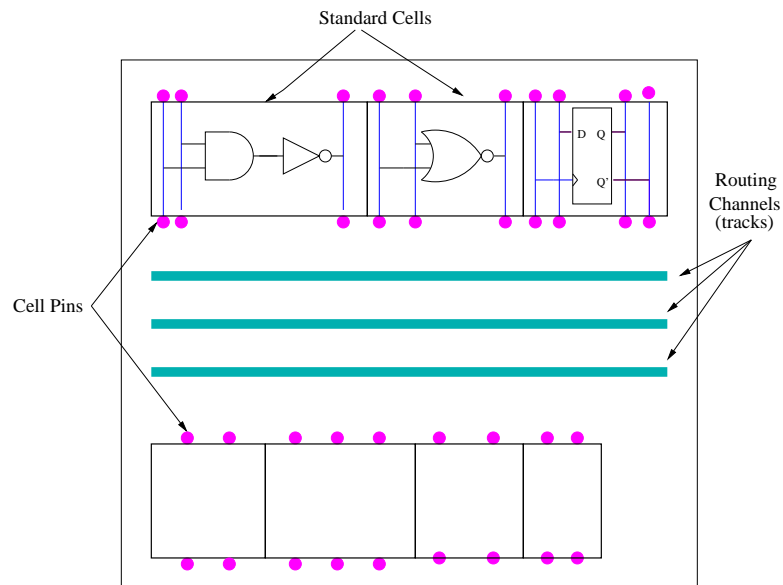 Standard Cells
D Q
Q'
Routing
Channels
(tracks)
Cell Pins